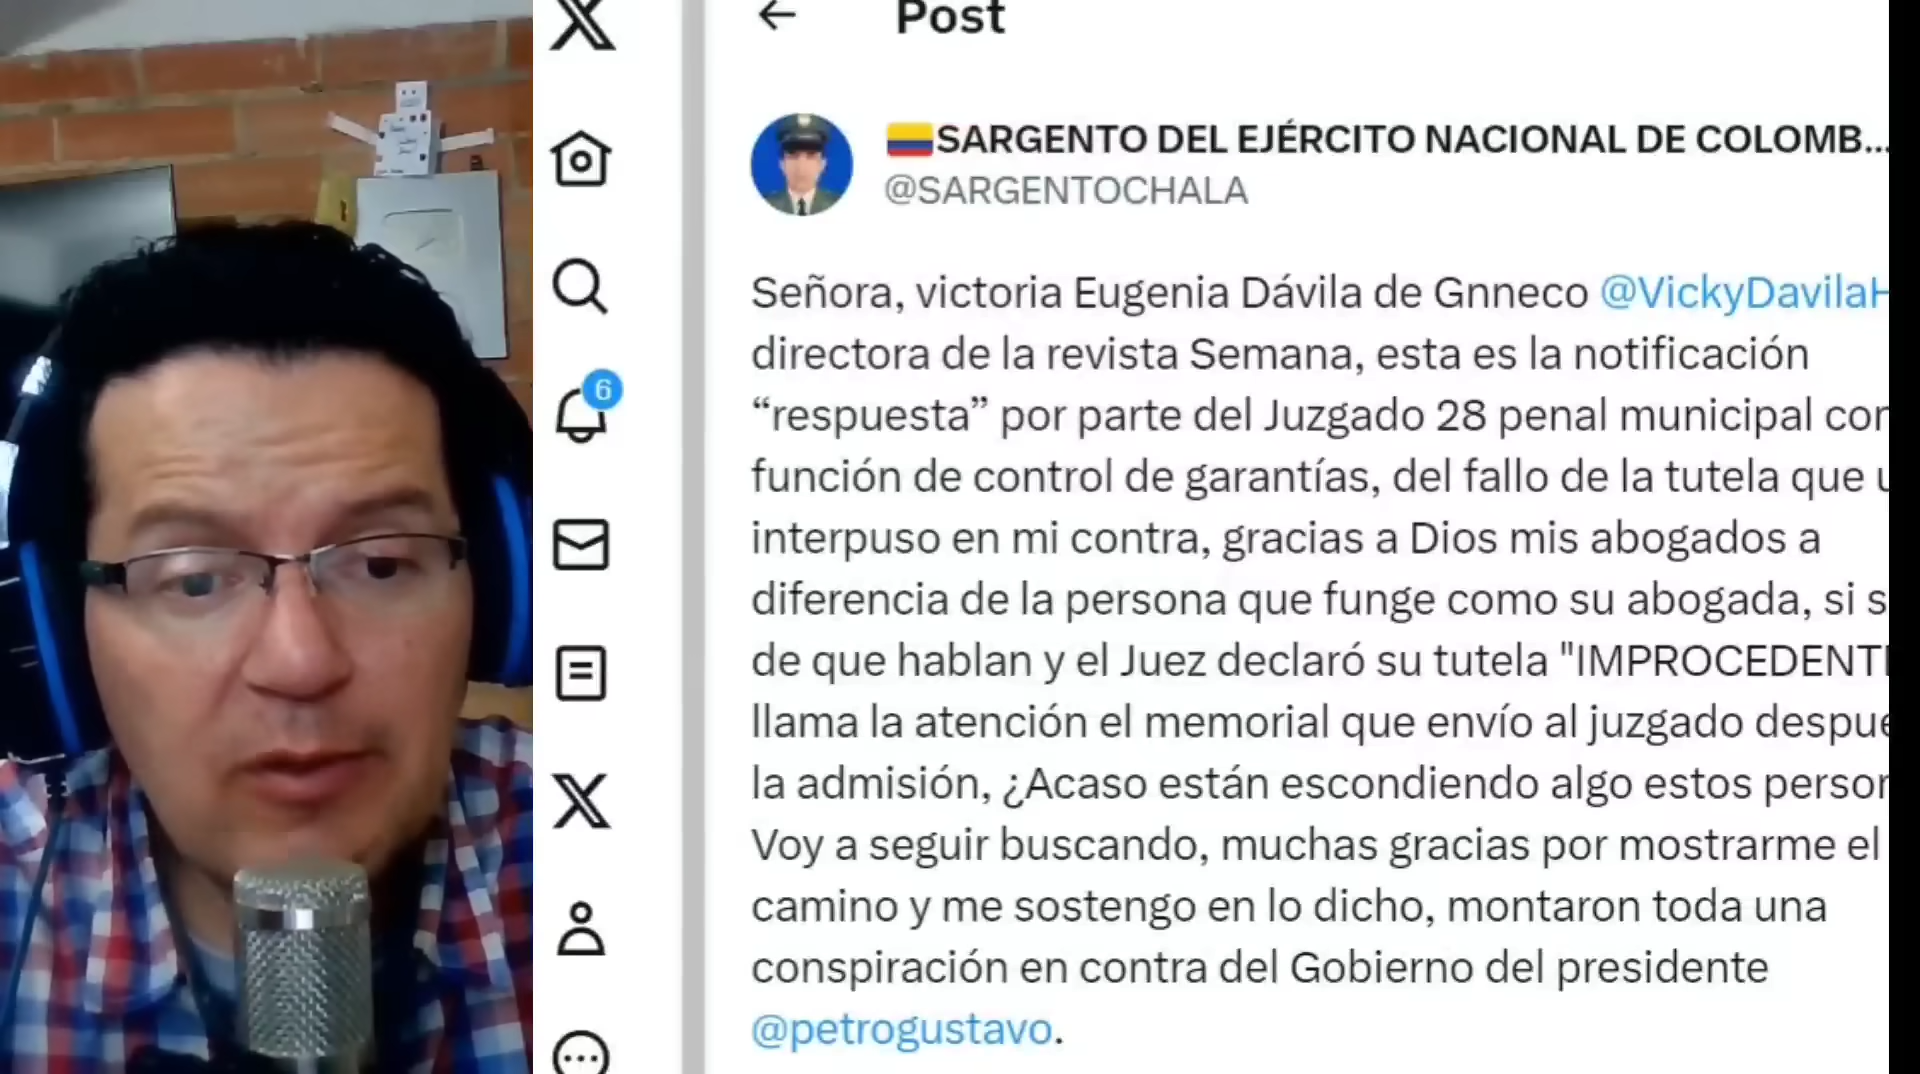 Post
6
SARGENTO DEL EJÉRCITO NACIONAL DE COLOMB...
@SARGENTOCHALA
Señora, victoria Eugenia Dávila de Gnneco @VickyDavilaH
directora de la revista Semana, esta es la notificación
“respuesta” por parte del Juzgado 28 penal municipal con
función de control de garantías, del fallo de la tutela que u
interpuso en mi contra, gracias a Dios mis abogados a
diferencia de la persona que funge como su abogada, si s
de que hablan y el Juez declaró su tutela "IMPROCEDENTE
llama la atención el memorial que envío al juzgado despue
la admisión, ¿Acaso están escondiendo algo estos person
Voy a seguir buscando, muchas gracias por mostrarme el
camino y me sostengo en lo dicho, montaron toda una
conspiración en contra del Gobierno del presidente
@petrogustavo.